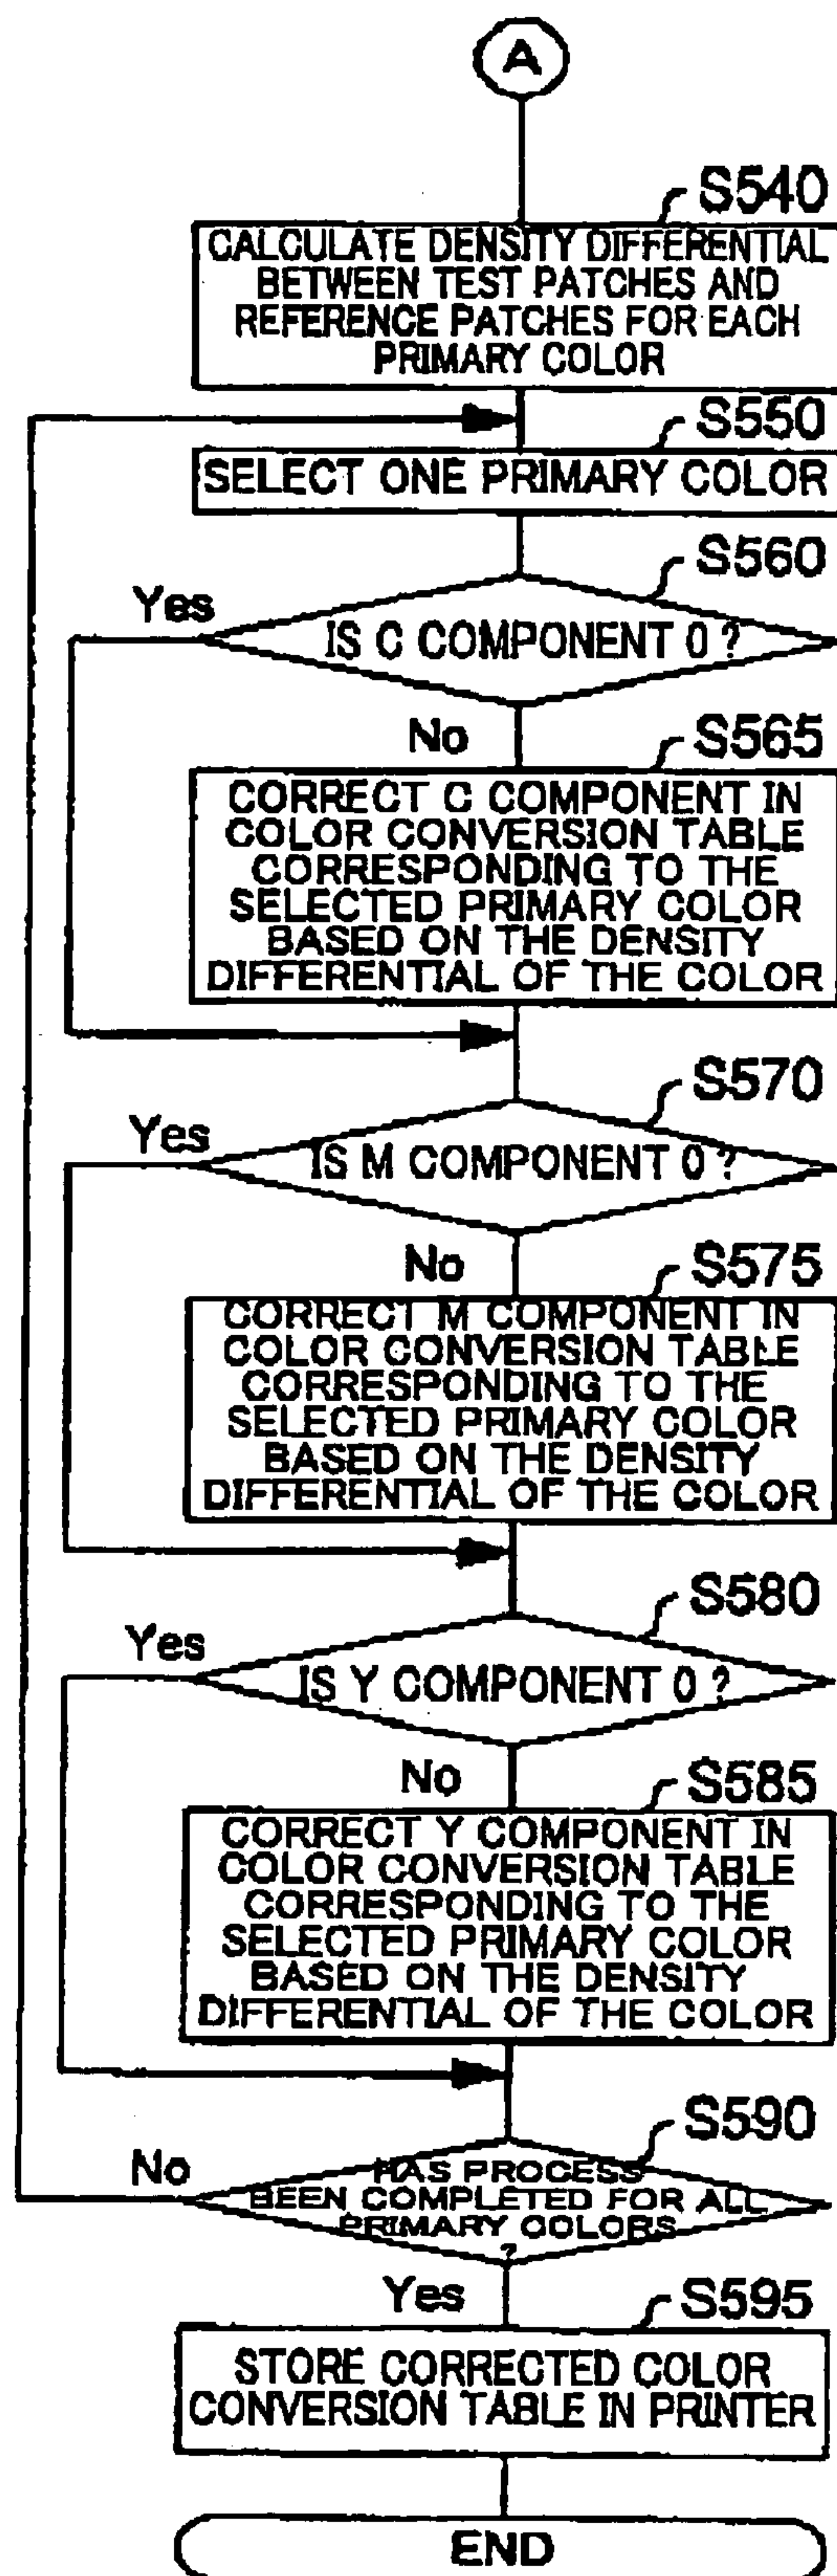 A
S540
CALCULATE DENSITY DIFFERENTIAL
BETWEEN TEST PATCHES AND
REFERENCE PATCHES FOR EACH
PRIMARY COLOR
S550
SELECT ONE PRIMARY COLOR
S560
Yes
IS C COMPONENT 0 ?
No
S565
CORRECT C COMPONENT IN
COLOR CONVERSION TABLE
CORRESPONDING TO THE
SELECTED PRIMARY COLOR
BASED ON THE DENSITY
DIFFERENTIAL OF THE COLOR
S570
Yes
IS M COMPONENT 0 ?
No
S575
CORRECT M COMPONENT IN
COLOR CONVERSION TABLE
CORRESPONDING TO THE
SELECTED PRIMARY COLOR
BASED ON THE DENSITY
DIFFERENTIAL OF THE COLOR
S580
Yes
IS Y COMPONENT 0 ?
No
S585
CORRECT Y COMPONENT IN
COLOR CONVERSION TABLE
CORRESPONDING TO THE
SELECTED PRIMARY COLOR
BASED ON THE DENSITY
DIFFERENTIAL OF THE COLOR
S590
No
HAS PROCESS
BEEN COMPLETED FOR ALL
PRIMARY COLORS
?
Yes
S595
STORE CORRECTED COLOR
CONVERSION TABLE IN PRINTER
END